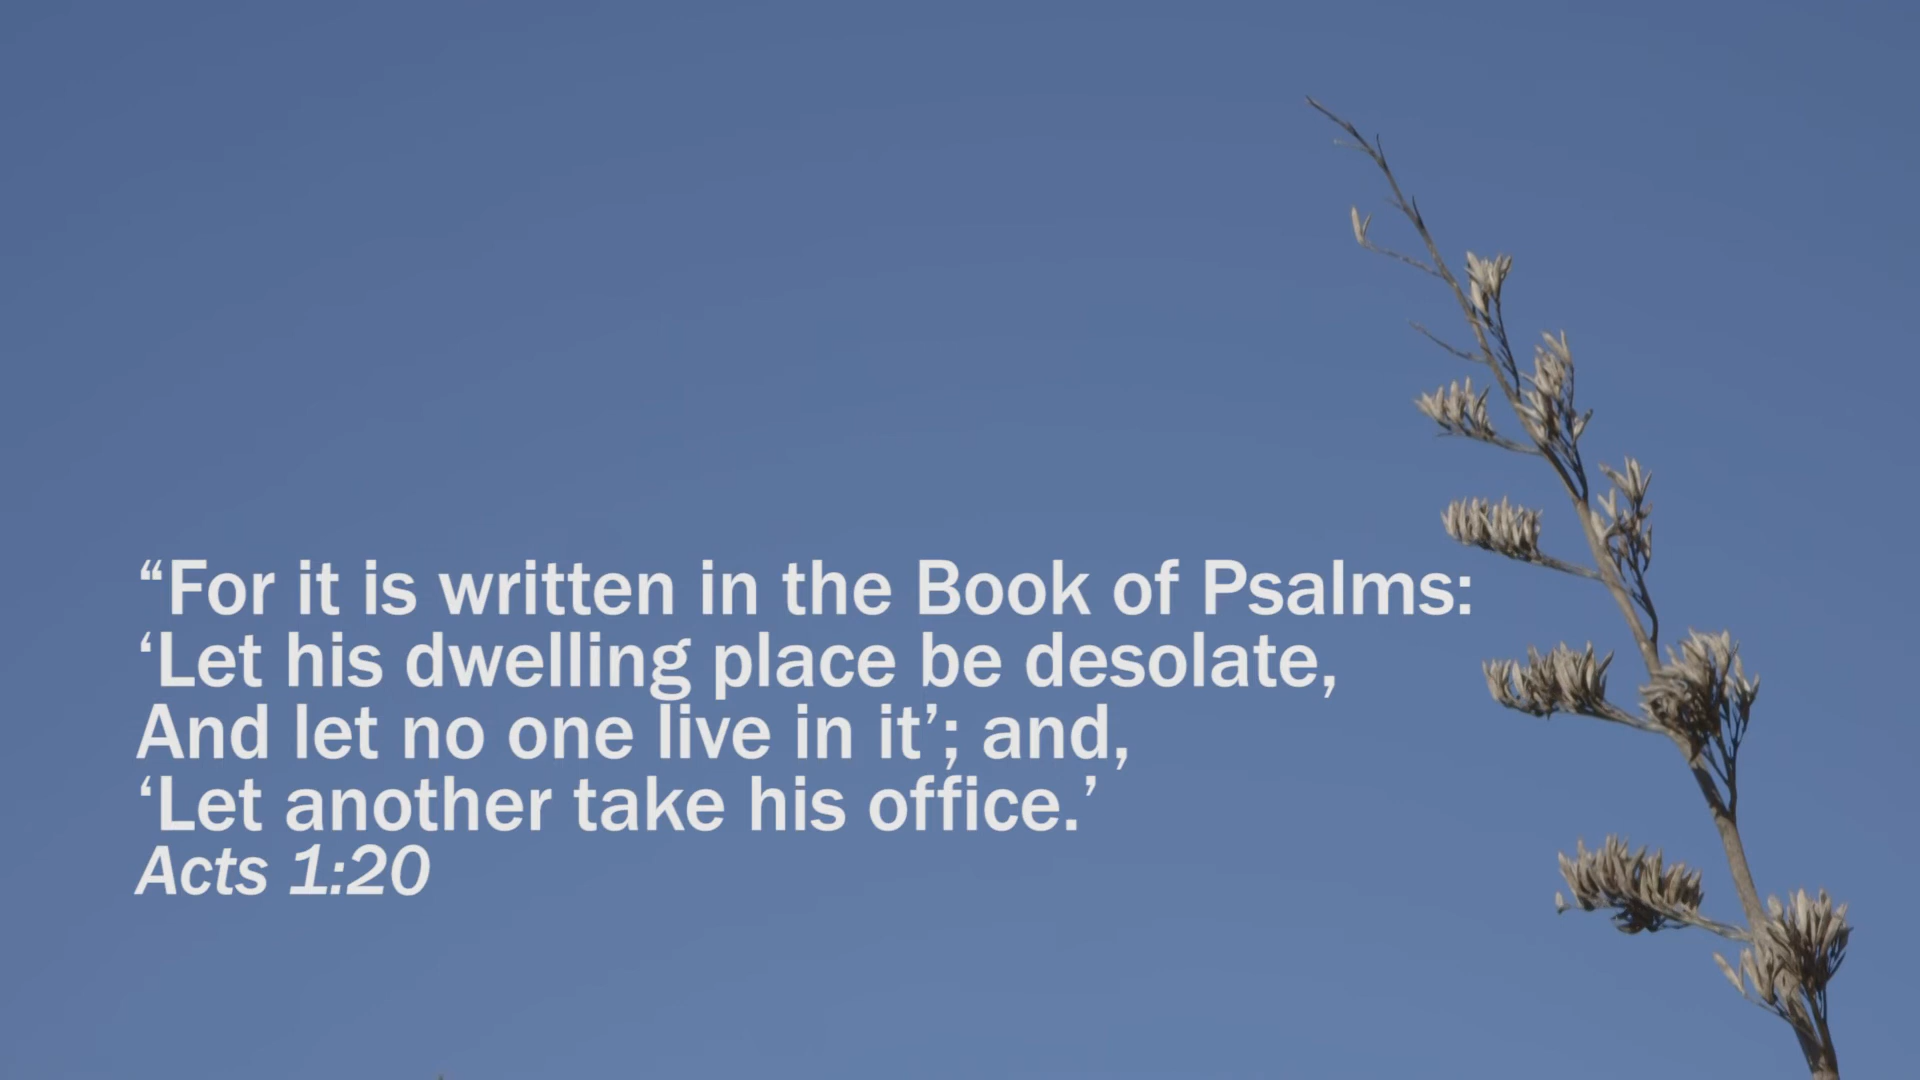 “For it is written in the Book of Psalms:
‘Let his dwelling place be desolate,
And let no one live in it’; and,
‘Let another take his office.’
Acts 1:20